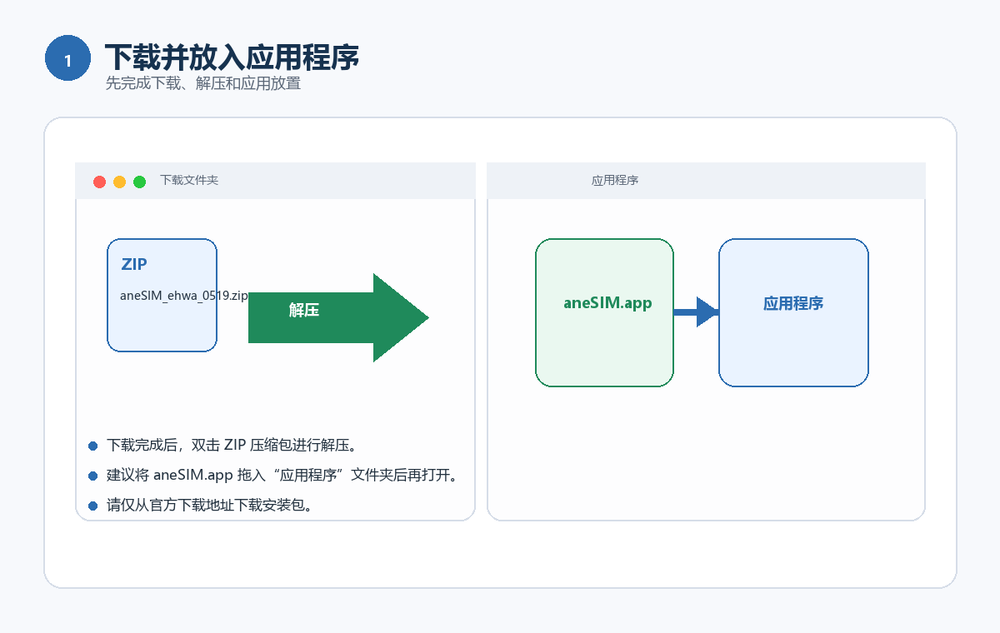 1
下载并放入应用程序
先完成下载、解压和应用放置
下载文件夹
ZIP
aneSIM_ehwa_0519.zip
解压
下载完成后，双击 ZIP 压缩包进行解压。
建议将 aneSIM.app 拖入“应用程序”文件夹后再打开。
请仅从官方下载地址下载安装包。
应用程序
aneSIM.app
应用程序